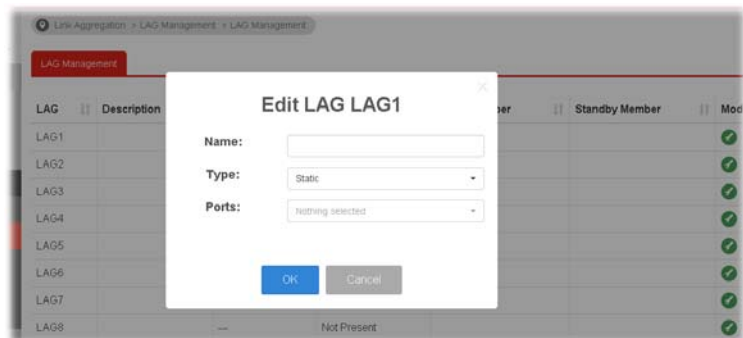 Link Aggregation > LAG Management > LAG Management
LAG Management
LAG Description ber Standby Member Mod
Edit LAG LAG1
Name:
Type: Static
Ports: Nothing selected
OK Cancel
LAG1
LAG2
LAG3
LAG4
LAG5
LAG6
LAG7
LAG8 --- Not Present